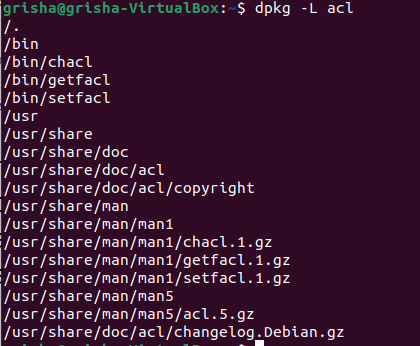 grisha@grisha-VirtualBox:~$ dpkg -L acl
/.
/bin
/bin/chacl
/bin/getfacl
/bin/setfacl
/usr
/usr/share
/usr/share/doc
/usr/share/doc/acl
/usr/share/doc/acl/copyright
/usr/share/man
/usr/share/man/man1
/usr/share/man/man1/chacl.1.gz
/usr/share/man/man1/getfacl.1.gz
/usr/share/man/man1/setfacl.1.gz
/usr/share/man/man5
/usr/share/man/man5/acl.5.gz
/usr/share/doc/acl/changelog.Debian.gz